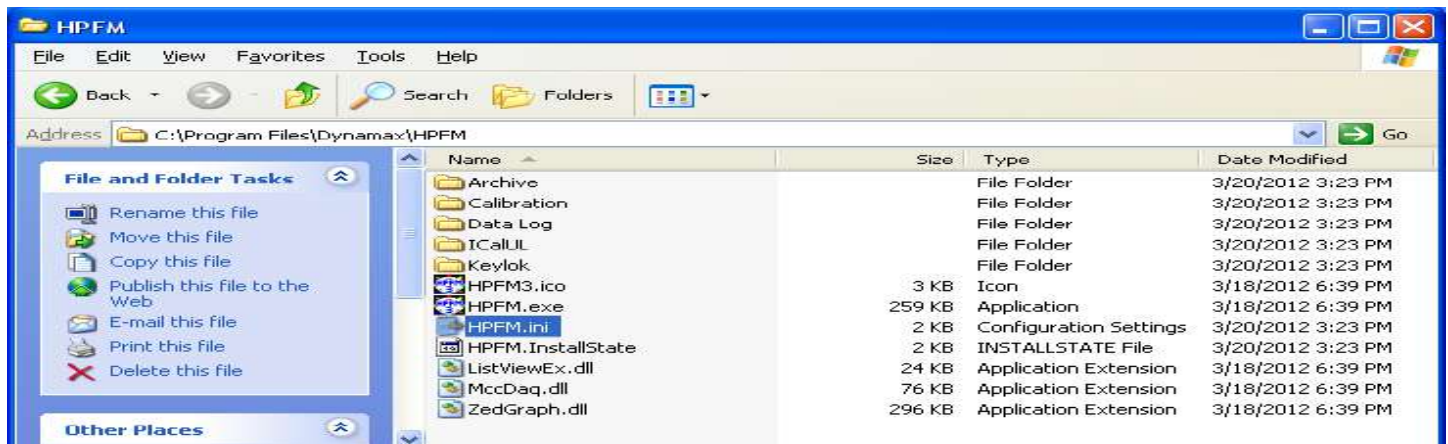 HPFM
File Edit View Favorites Tools Help
Back Search Folders
Address C:\Program Files\Dynamax\HPFM Go
File and Folder Tasks
Rename this file
Move this file
Copy this file
Publish this file to the
Web
E-mail this file
Print this file
Delete this file
Other Places
Name Size Type Date Modified
Archive File Folder 3/20/2012 3:23 PM
Calibration File Folder 3/20/2012 3:23 PM
Data Log File Folder 3/20/2012 3:23 PM
ICalUL File Folder 3/20/2012 3:23 PM
Keylok File Folder 3/20/2012 3:23 PM
HPFM3.ico 3 KB Icon 3/18/2012 6:39 PM
HPFM.exe 259 KB Application 3/18/2012 6:39 PM
HPFM.ini 2 KB Configuration Settings 3/20/2012 3:23 PM
HPFM.InstallState 2 KB INSTALLSTATE File 3/20/2012 3:23 PM
ListViewEx.dll 24 KB Application Extension 3/18/2012 6:39 PM
MccDaq.dll 76 KB Application Extension 3/18/2012 6:39 PM
ZedGraph.dll 296 KB Application Extension 3/18/2012 6:39 PM